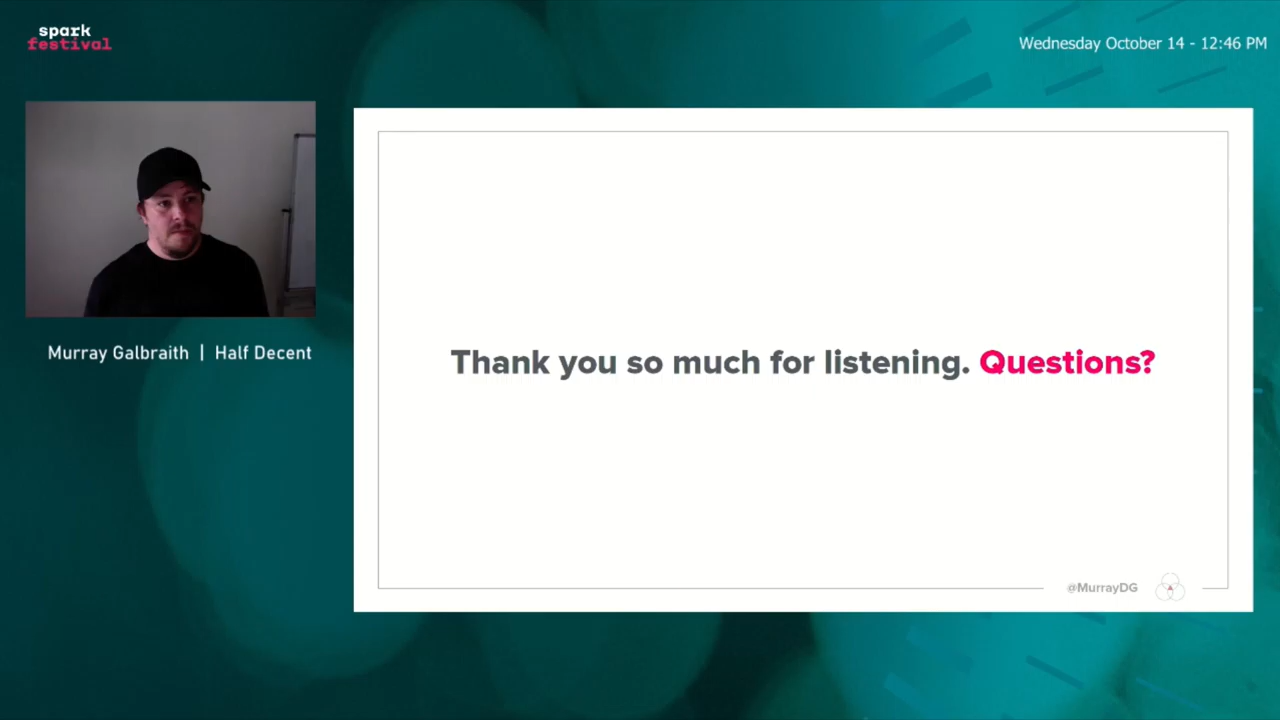 spark
festival
Wednesday October 14 - 12:46 PM
Murray Galbraith | Half Decent
Thank you so much for listening. Questions?
@MurrayDG